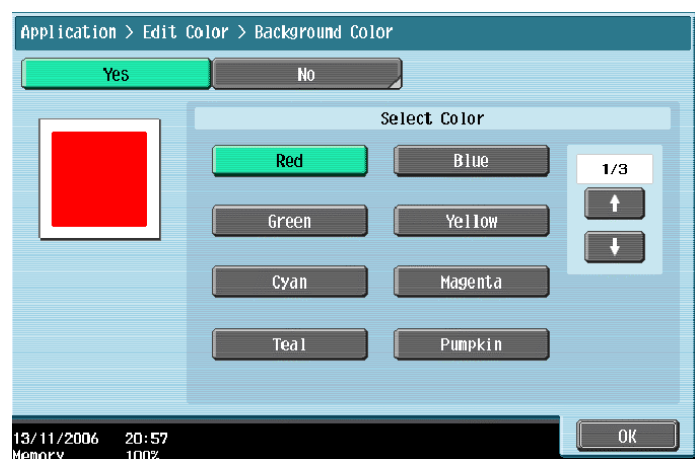 Application > Edit Color > Background Color
Yes No
Select Color
Red Blue
1/3
Green Yellow
Cyan Magenta
Teal Pumpkin
13/11/2006 20:57
OK
Memory 100%